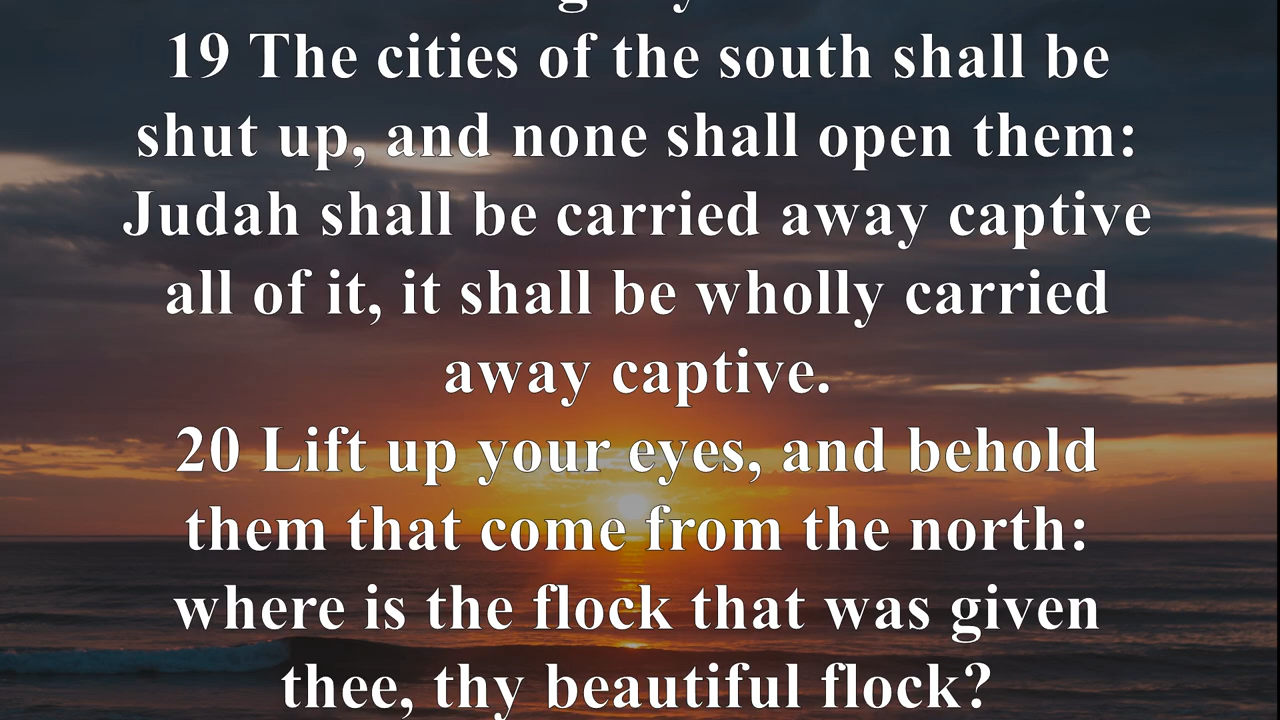 19 The cities of the south shall be
shut up, and none shall open them:
Judah shall be carried away captive
all of it, it shall be wholly carried
away captive.
20 Lift up your eyes, and behold
them that come from the north:
where is the flock that was given
thee, thy beautiful flock?